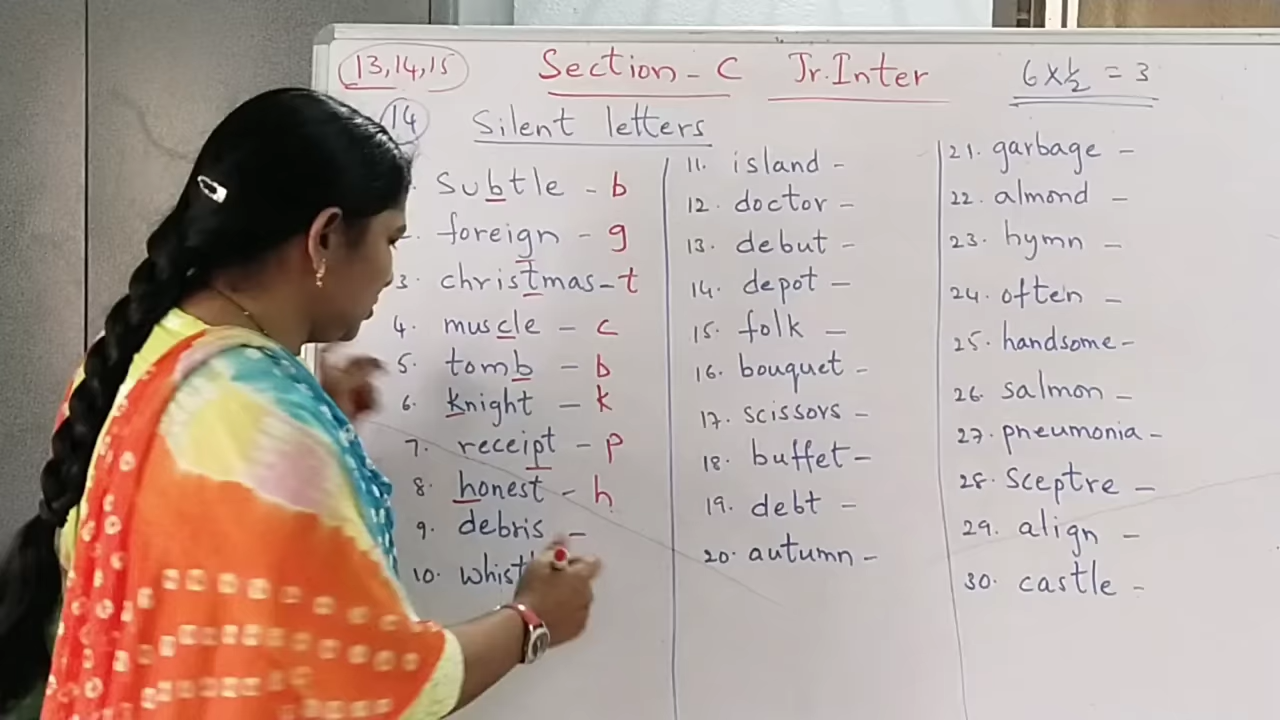 13,14,15 Section - C Jr.Inter 6 x ½ = 3
14 Silent letters
subtle - b
foreign - g
3. christmas - t
4. muscle - c
5. tomb - b
6. knight - k
7. receipt - p
8. honest - h
9. debris -
10.
11. island -
12. doctor -
13. debut -
14. depot -
15. folk -
16. bouquet -
17. scissors -
18. buffet -
19. debt -
20. autumn -
21. garbage -
22. almond -
23. hymn -
24. often -
25. handsome -
26. salmon -
27. pneumonia -
28. sceptre -
29. align -
30. castle -